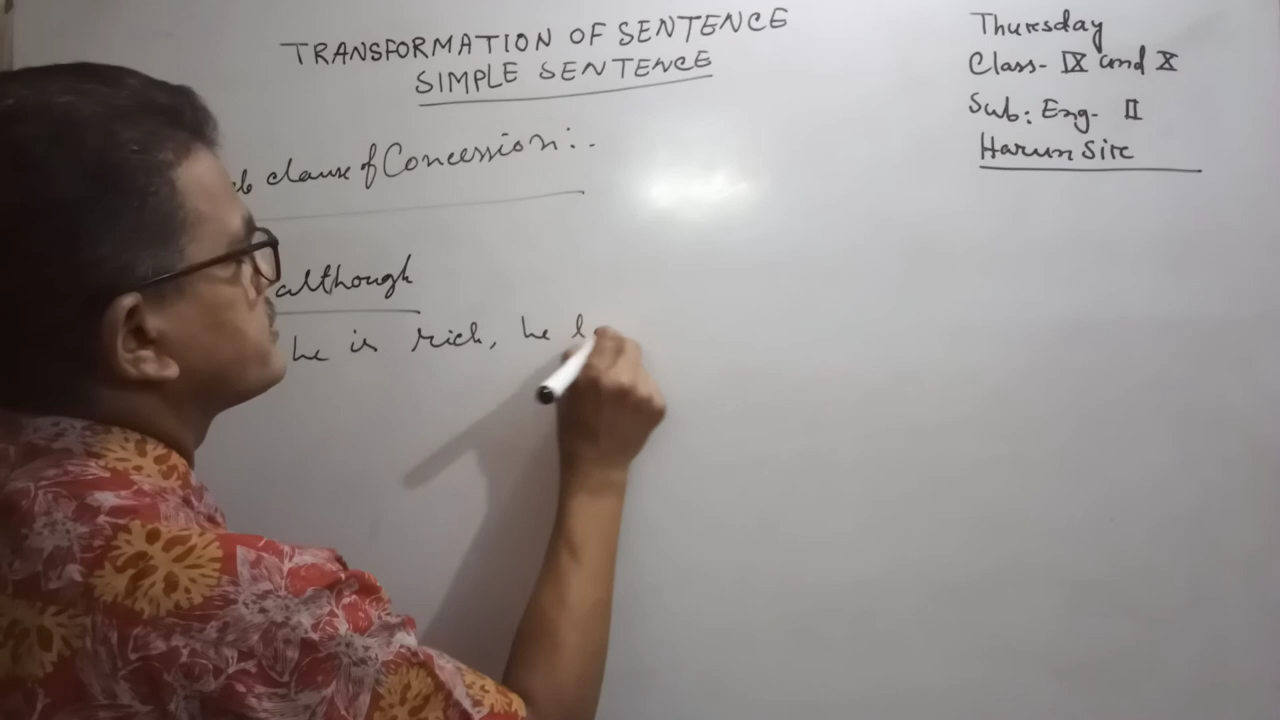 TRANSFORMATION OF SENTENCE
SIMPLE SENTENCE
clause of Concession:-
although
he is rich, he
Thursday
Class- IX and X
Sub: Eng- II
Harun Sir